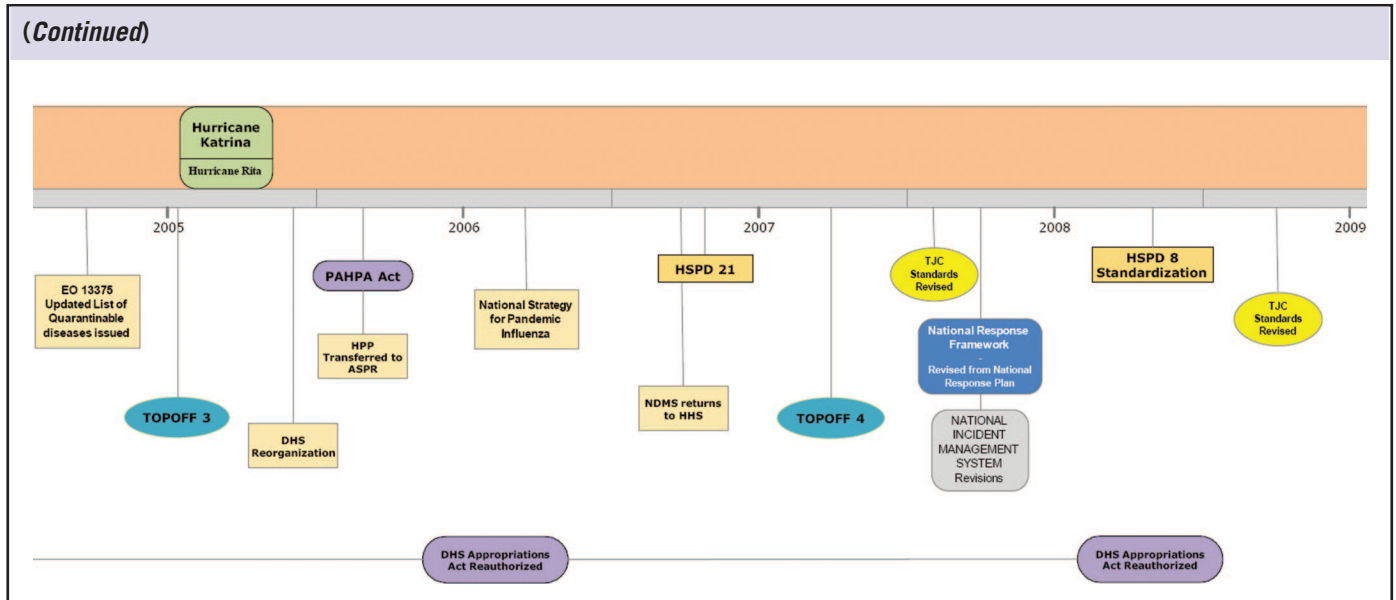 (Continued)
Hurricane
Katrina
Hurricane Rita
2005
2006
2007
2008
2009
EO 13375
Updated List of
Quarantinable
diseases issued
TOPOFF 3
DHS
Reorganization
PAHPA Act
HPP
Transferred to
ASPR
National Strategy
for Pandemic
Influenza
HSPD 21
NDMS returns
to HHS
TOPOFF 4
TJC
Standards
Revised
National Response
Framework
-
Revised from National
Response Plan
NATIONAL
INCIDENT
MANAGEMENT
SYSTEM
Revisions
HSPD 8
Standardization
TJC
Standards
Revised
DHS Appropriations
Act Reauthorized
DHS Appropriations
Act Reauthorized